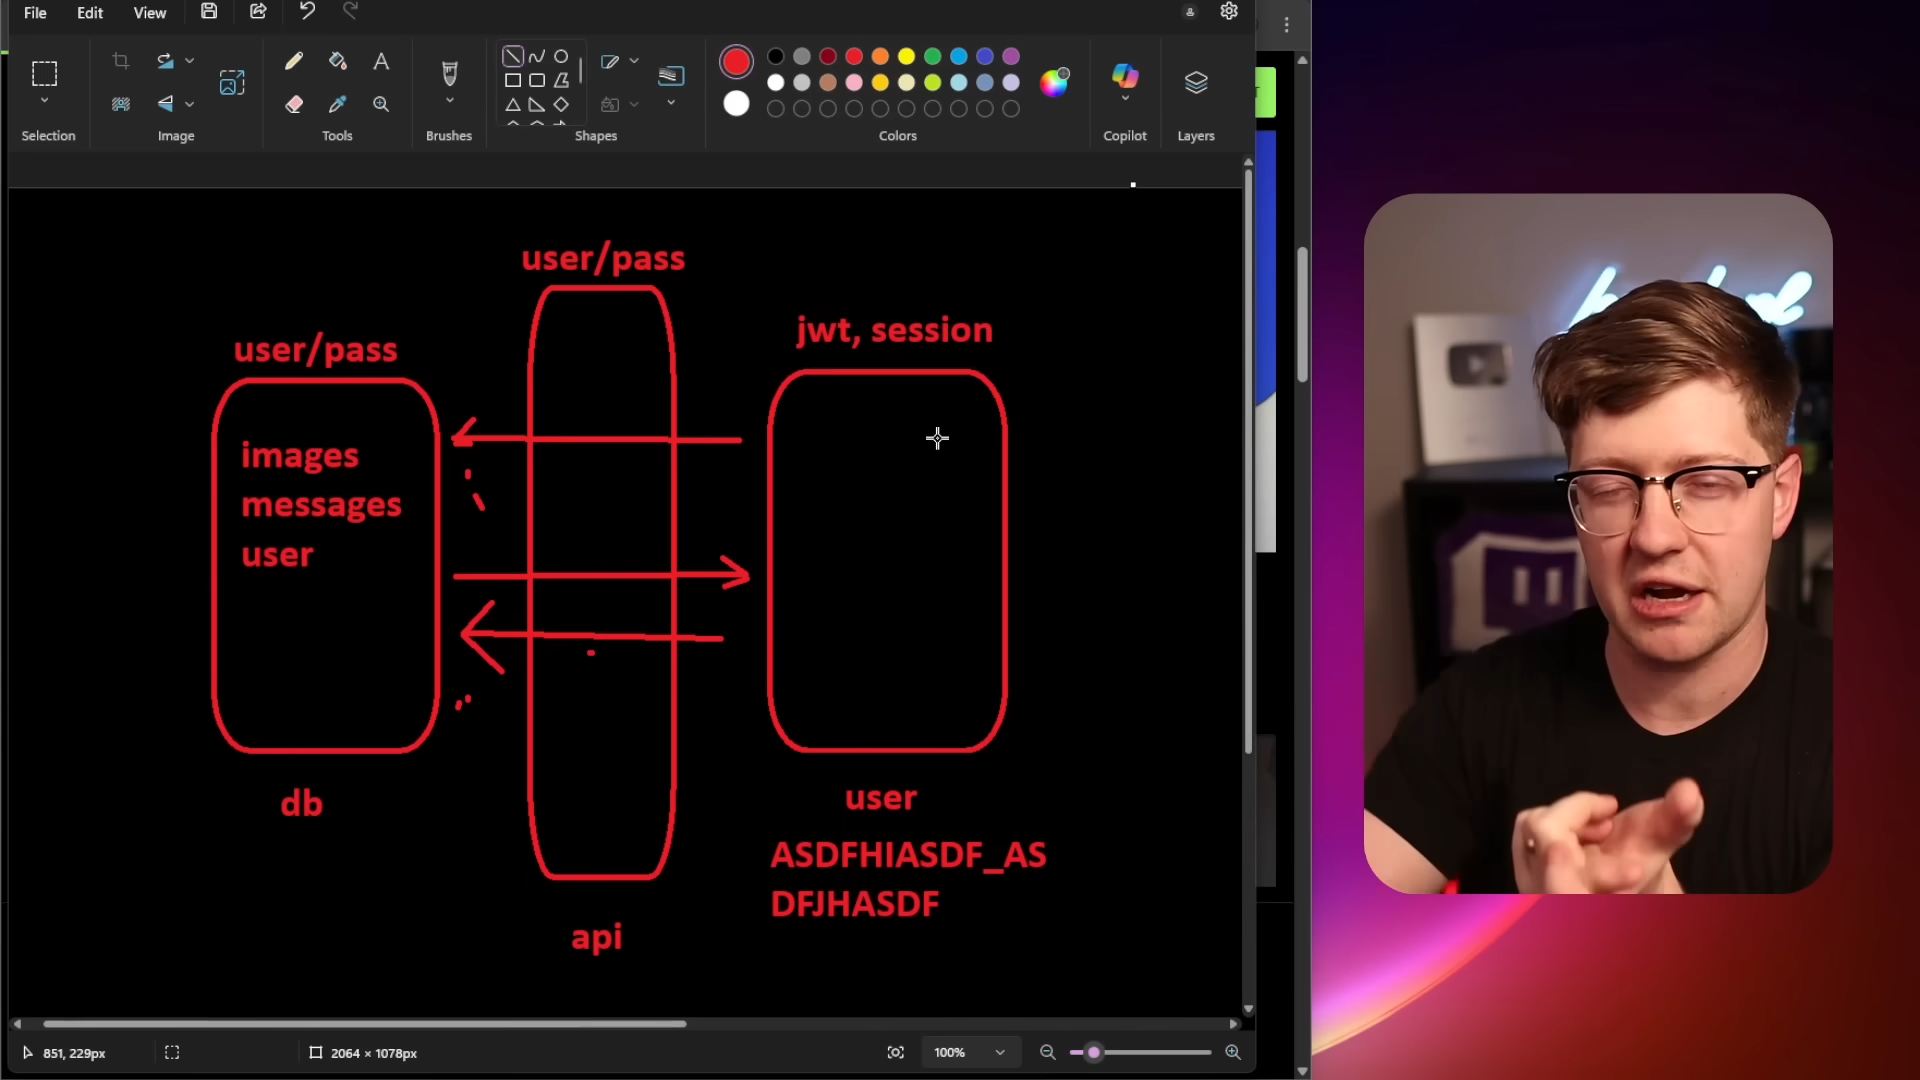 File Edit View
Selection Image Tools Brushes Shapes Colors Copilot Layers
user/pass
user/pass
jwt, session
images
messages
user
db
user
ASDFHIASDF_AS
DFJHASDF
api
851, 229px
2064 × 1078px
100%